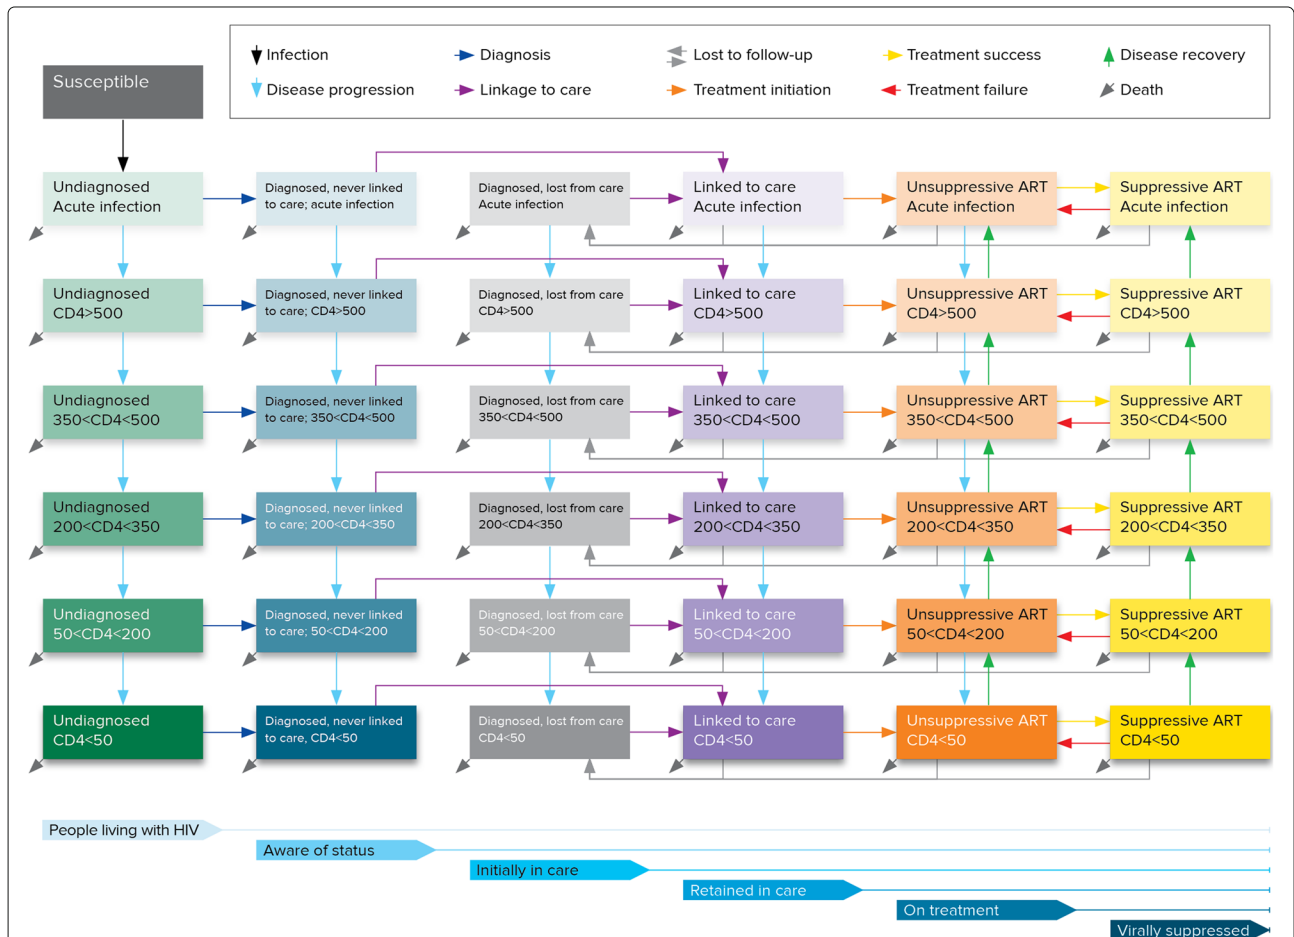 Infection
Diagnosis
Lost to follow-up
Treatment success
Disease recovery
Disease progression
Linkage to care
Treatment initiation
Treatment failure
Death
Susceptible
Undiagnosed
Acute infection
Diagnosed, never linked
to care; acute infection
Diagnosed, lost from care
Acute infection
Linked to care
Acute infection
Unsuppressive ART
Acute infection
Suppressive ART
Acute infection
Undiagnosed
CD4>500
Diagnosed, never linked
to care; CD4>500
Diagnosed, lost from care
CD4>500
Linked to care
CD4>500
Unsuppressive ART
CD4>500
Suppressive ART
CD4>500
Undiagnosed
350<CD4<500
Diagnosed, never linked
to care; 350<CD4<500
Diagnosed, lost from care
350<CD4<500
Linked to care
350<CD4<500
Unsuppressive ART
350<CD4<500
Suppressive ART
350<CD4<500
Undiagnosed
200<CD4<350
Diagnosed, never linked
to care; 200<CD4<350
Diagnosed, lost from care
200<CD4<350
Linked to care
200<CD4<350
Unsuppressive ART
200<CD4<350
Suppressive ART
200<CD4<350
Undiagnosed
50<CD4<200
Diagnosed, never linked
to care; 50<CD4<200
Diagnosed, lost from care
50<CD4<200
Linked to care
50<CD4<200
Unsuppressive ART
50<CD4<200
Suppressive ART
50<CD4<200
Undiagnosed
CD4<50
Diagnosed, never linked
to care, CD4<50
Diagnosed, lost from care
CD4<50
Linked to care
CD4<50
Unsuppressive ART
CD4<50
Suppressive ART
CD4<50
People living with HIV
Aware of status
Initially in care
Retained in care
On treatment
Virally suppressed